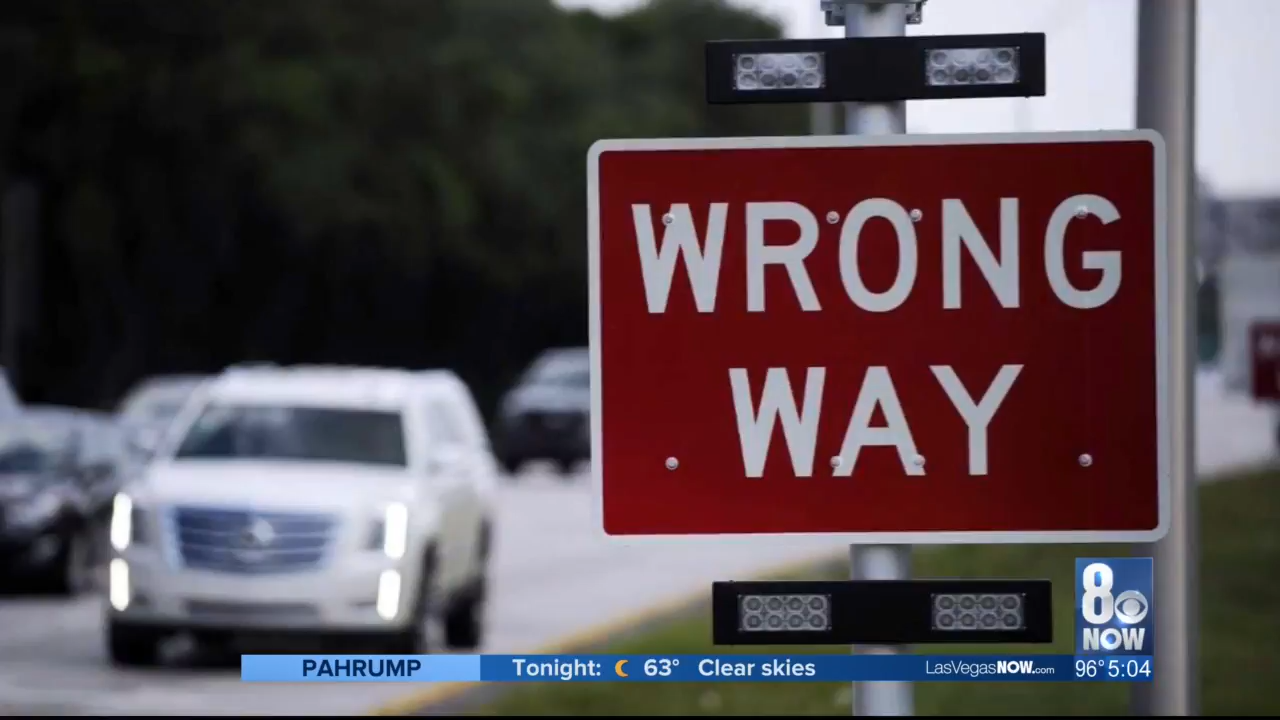 WRONG
WAY
8
NOW
PAHRUMP
Tonight: 63° Clear skies
LasVegasNOW.com
96° 5:04